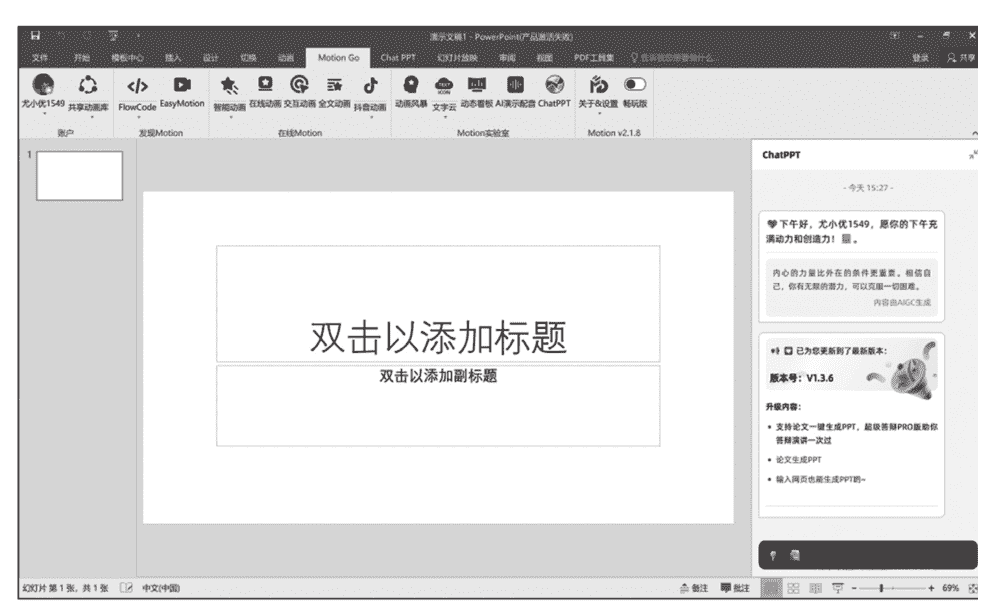 演示文稿1 - PowerPoint(产品激活失败)
文件 开始 模板中心 插入 设计 切换 动画 Motion Go Chat PPT 幻灯片放映 审阅 视图 PDF工具集 告诉我您想要做什么 登录 共享
尤小优1549 共享动画库 FlowCode EasyMotion 智能动画 在线动画 交互动画 全文动画 抖音动画 动画风暴 文字云 动态看板 AI演示配音 ChatPPT 关于&设置 畅玩版
账户 发现Motion 在线Motion Motion实验室 Motion v2.1.8
1
双击以添加标题
双击以添加副标题
ChatPPT
- 今天 15:27 -
下午好，尤小优1549，愿你的下午充
满动力和创造力！
内心的力量比外在的条件更重要。相信自
己，你有无限的潜力，可以克服一切困难。
内容由AIGC生成
已为您更新到了最新版本：
版本号：V1.3.6
升级内容：
• 支持论文一键生成PPT，超级答辩PRO版助你
答辩演讲一次过
• 论文生成PPT
• 输入网页也能生成PPT哟~
幻灯片 第 1 张，共 1 张 中文(中国) 备注 批注 69%